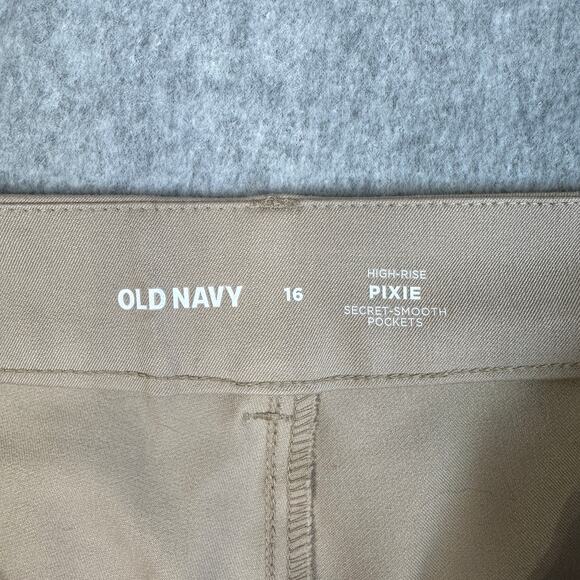 OLD NAVY
16
HIGH-RISE
PIXIE
SECRET-SMOOTH
POCKETS